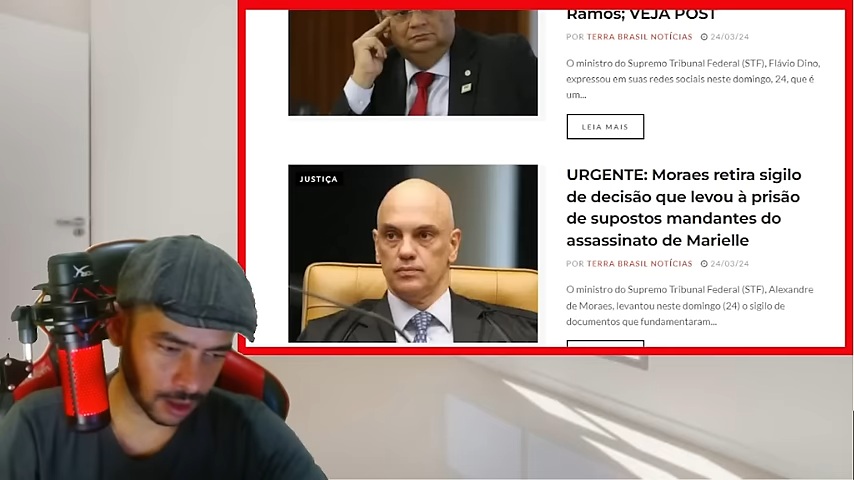 Ramos; VEJA POST
POR TERRA BRASIL NOTÍCIAS 24/03/24
O ministro do Supremo Tribunal Federal (STF), Flávio Dino,
expressou em suas redes sociais neste domingo, 24, que é
um...
LEIA MAIS
JUSTIÇA
URGENTE: Moraes retira sigilo
de decisão que levou à prisão
de supostos mandantes do
assassinato de Marielle
POR TERRA BRASIL NOTÍCIAS 24/03/24
O ministro do Supremo Tribunal Federal (STF), Alexandre
de Moraes, levantou neste domingo (24) o sigilo de
documentos que fundamentaram...